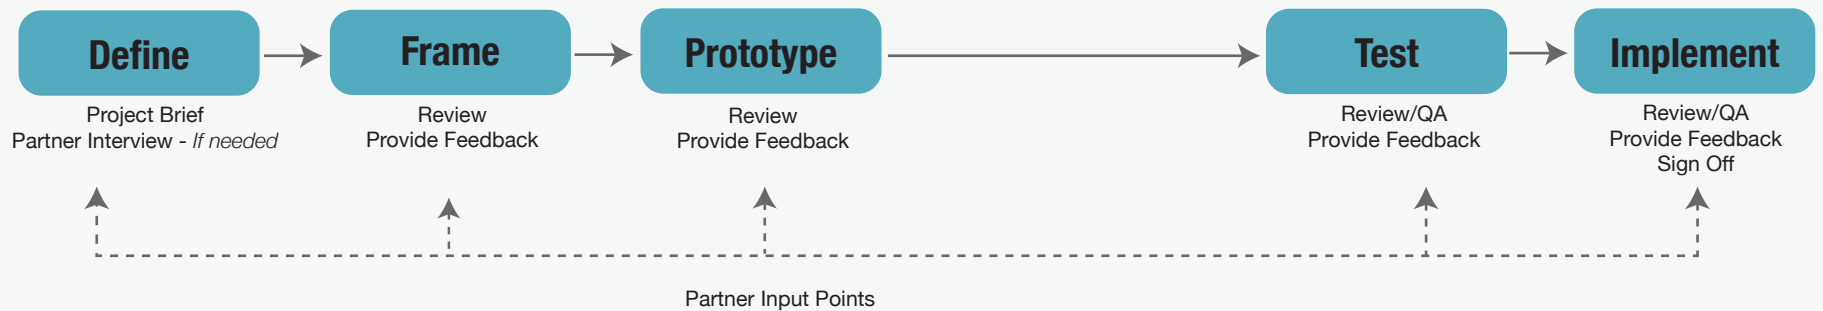 Define
Frame
Prototype
Test
Implement
Project Brief
Partner Interview - If needed
Review
Provide Feedback
Review
Provide Feedback
Review/QA
Provide Feedback
Review/QA
Provide Feedback
Sign Off
Partner Input Points